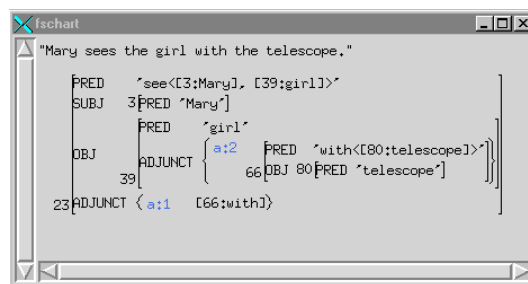 fschart
"Mary sees the girl with the telescope."
PRED 'see<[3:Mary], [39:girl]>'
SUBJ 3[PRED 'Mary']
PRED 'girl'
OBJ ADJUNCT { a:2 PRED 'with<[80:telescope]>'
39 66 OBJ 80[PRED 'telescope'] }
23 ADJUNCT { a:1 [66:with]}